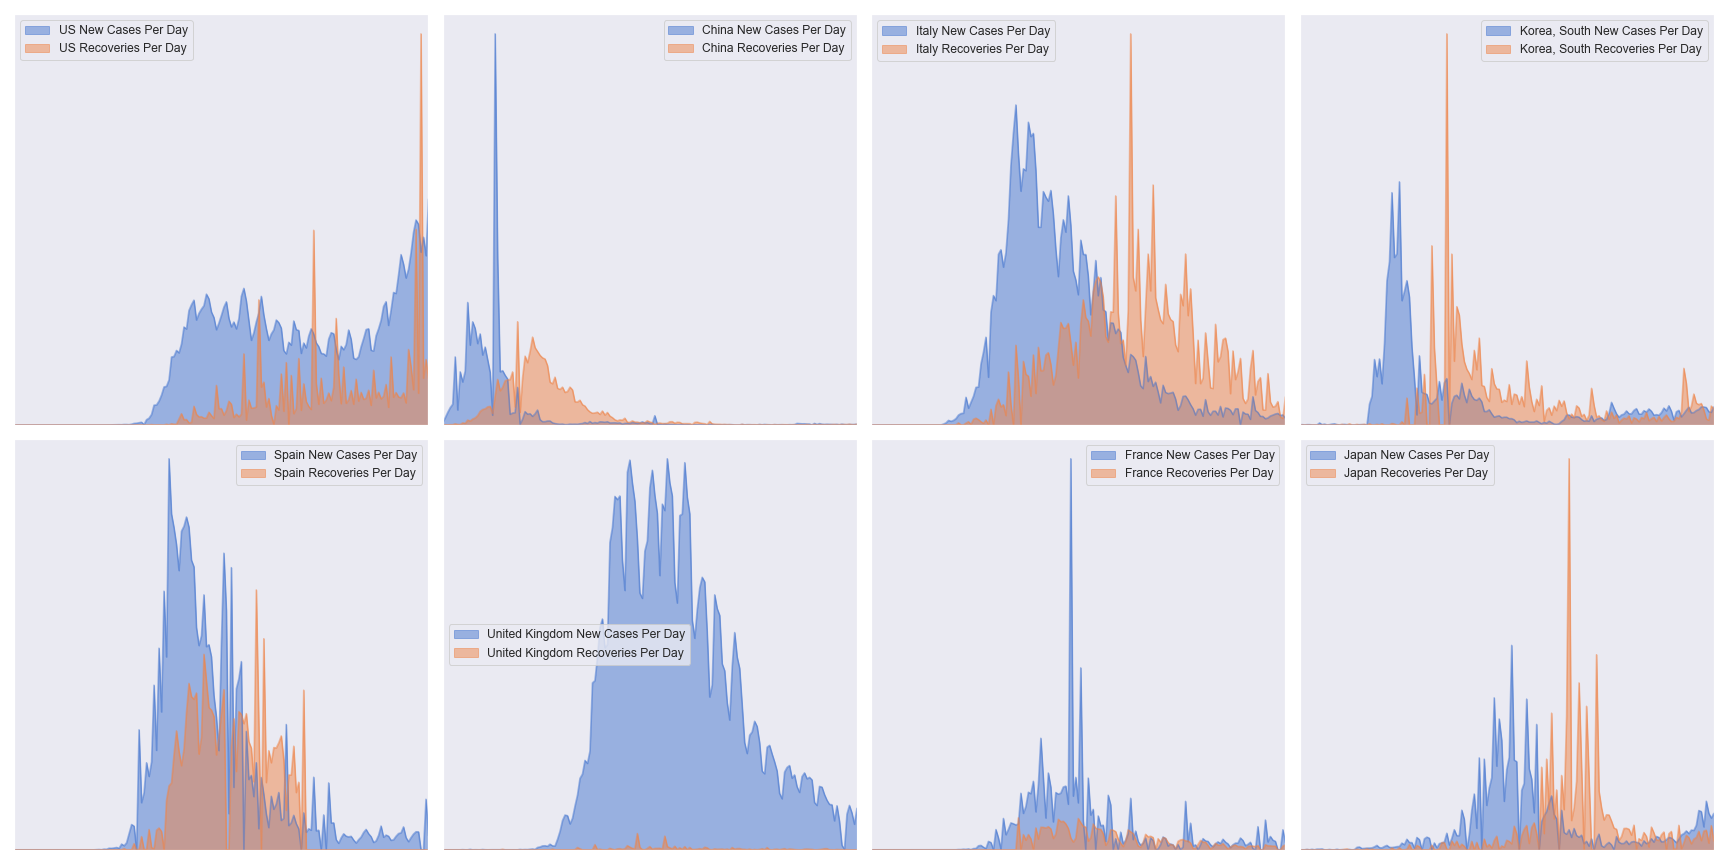 US New Cases Per Day
US Recoveries Per Day
China New Cases Per Day
China Recoveries Per Day
Italy New Cases Per Day
Italy Recoveries Per Day
Korea, South New Cases Per Day
Korea, South Recoveries Per Day
Spain New Cases Per Day
Spain Recoveries Per Day
United Kingdom New Cases Per Day
United Kingdom Recoveries Per Day
France New Cases Per Day
France Recoveries Per Day
Japan New Cases Per Day
Japan Recoveries Per Day